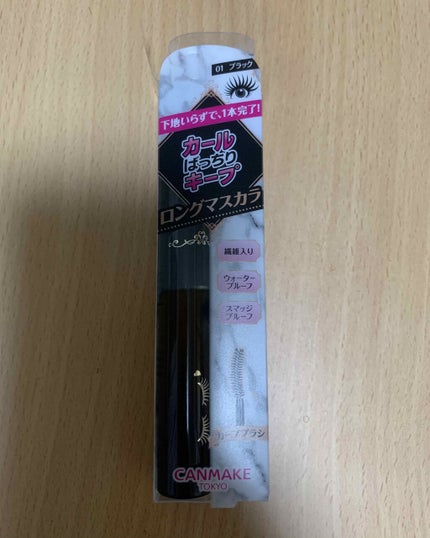 01 ブラック
下地いらずで、1本完了!
カール
ばっちり
キープ
ロングマスカラ
繊維入り
ウォーター
プルーフ
スマッジ
プルーフ
カーブブラシ
CANMAKE
TOKYO